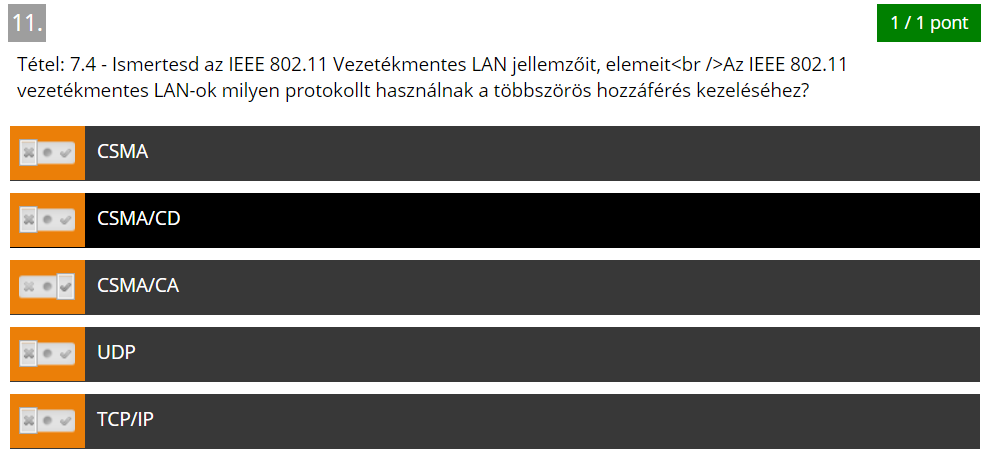 11.
1 / 1 pont
Tétel: 7.4 - Ismertesd az IEEE 802.11 Vezetékmentes LAN jellemzőit, elemeit<br />Az IEEE 802.11
vezetékmentes LAN-ok milyen protokollt használnak a többszörös hozzáférés kezeléséhez?
CSMA
CSMA/CD
CSMA/CA
UDP
TCP/IP